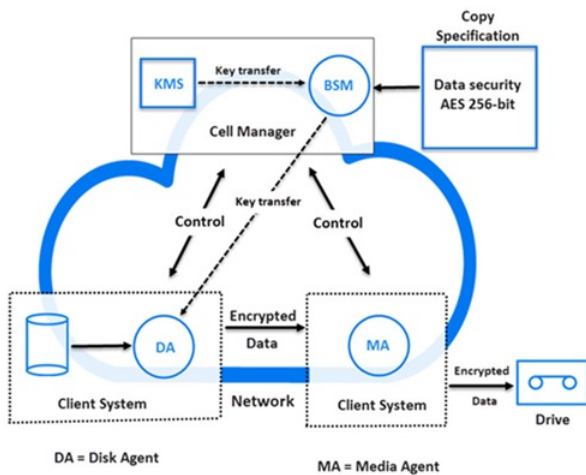 Copy
Specification
KMS
Key transfer
BSM
Data security
AES 256-bit
Cell Manager
Key transfer
Control
Control
DA
Encrypted
Data
MA
Encrypted
Data
Client System
Network
Client System
Drive
DA = Disk Agent
MA = Media Agent